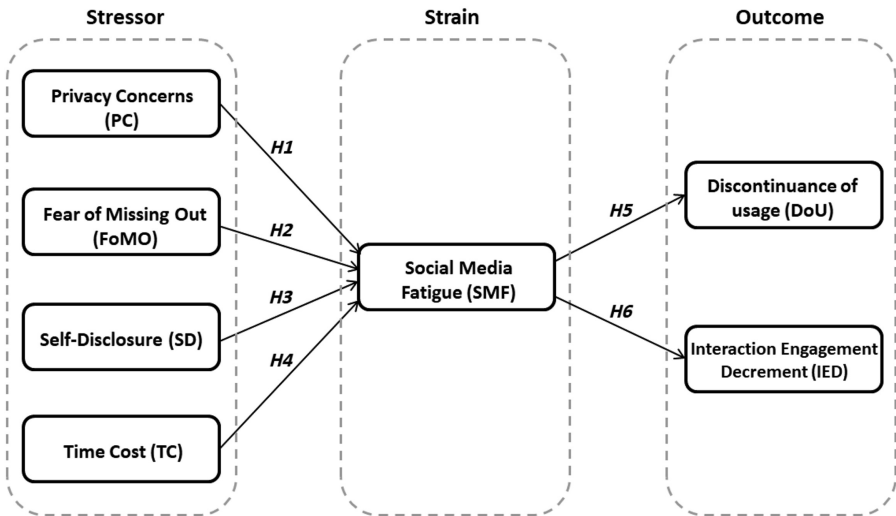 Stressor
Strain
Outcome
Privacy Concerns
(PC)
H1
Fear of Missing Out
(FoMO)
H2
Self-Disclosure (SD)
H3
Time Cost (TC)
H4
Social Media
Fatigue (SMF)
H5
Discontinuance of
usage (DoU)
H6
Interaction Engagement
Decrement (IED)